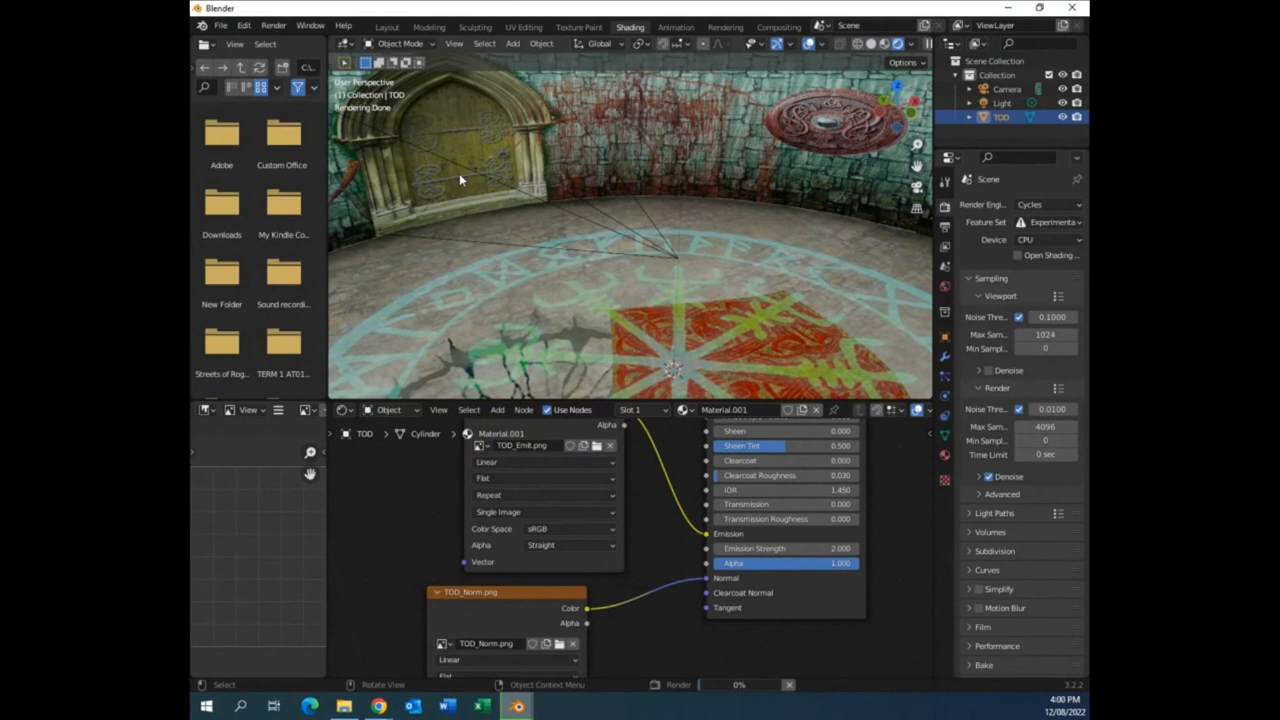 Blender
File Edit Render Window Help Layout Modeling Sculpting UV Editing Texture Paint Shading Animation Rendering Compositing Scene ViewLayer
View Select Object Mode View Select Add Object Global
C:\..
Options
User Perspective
(1) Collection | TOD
Rendering Done
Scene Collection
Collection
Camera
Light
TOD
Adobe Custom Office
Downloads My Kindle Co...
New Folder Sound recordi...
Streets of Rog... TERM 1 AT01...
Scene
Render Engi... Cycles
Feature Set Experimenta
Device CPU
Open Shading ...
Sampling
Viewport
Noise Thre... 0.1000
Max Sam... 1024
Min Sampl... 0
Denoise
Render
Noise Thre... 0.0100
Max Sam... 4096
Min Sampl... 0
Time Limit 0 sec
Denoise
Advanced
Light Paths
Volumes
Subdivision
Curves
Simplify
Motion Blur
Film
Performance
Bake
View Object View Select Add Node Use Nodes Slot 1 Material.001
TOD Cylinder Material.001
Alpha
TOD_Emit.png
Linear
Flat
Repeat
Single Image
Color Space sRGB
Alpha Straight
Vector
TOD_Norm.png
Color
Alpha
TOD_Norm.png
Linear
Flat
Sheen 0.000
Sheen Tint 0.500
Clearcoat 0.000
Clearcoat Roughness 0.030
IOR 1.450
Transmission 0.000
Transmission Roughness 0.000
Emission
Emission Strength 2.000
Alpha 1.000
Normal
Clearcoat Normal
Tangent
Select Rotate View Object Context Menu Render 0% 3.2.2
4:00 PM
12/08/2022